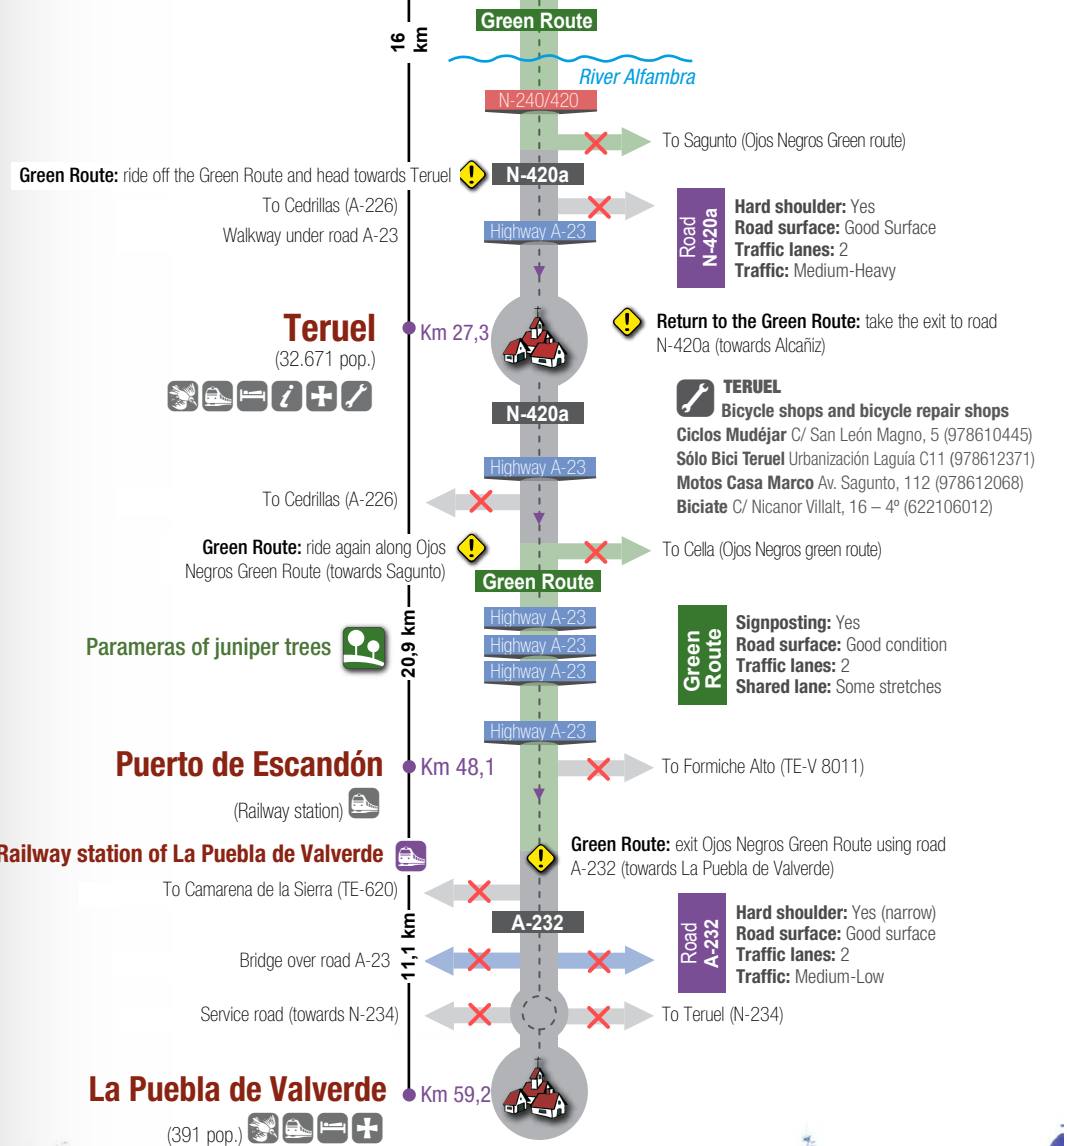 Green Route
16 km
River Alfambra
N-240/420
To Sagunto (Ojos Negros Green route)
Green Route: ride off the Green Route and head towards Teruel
N-420a
To Cedrillas (A-226)
Walkway under road A-23
Highway A-23
Road N-420a
Hard shoulder: Yes
Road surface: Good Surface
Traffic lanes: 2
Traffic: Medium-Heavy
Teruel
(32.671 pop.)
Km 27,3
Return to the Green Route: take the exit to road
N-420a (towards Alcañiz)
TERUEL
Bicycle shops and bicycle repair shops
Ciclos Mudéjar C/ San León Magno, 5 (978610445)
Sólo Bici Teruel Urbanización Laguía C11 (978612371)
Motos Casa Marco Av. Sagunto, 112 (978612068)
Biciate C/ Nicanor Villalt, 16 – 4º (622106012)
N-420a
Highway A-23
To Cedrillas (A-226)
Green Route: ride again along Ojos
Negros Green Route (towards Sagunto)
To Cella (Ojos Negros green route)
Green Route
Highway A-23
Highway A-23
Highway A-23
Parameras of juniper trees
20,9 km
Green Route
Signposting: Yes
Road surface: Good condition
Traffic lanes: 2
Shared lane: Some stretches
Highway A-23
Puerto de Escandón
Km 48,1
(Railway station)
To Formiche Alto (TE-V 8011)
Railway station of La Puebla de Valverde
Green Route: exit Ojos Negros Green Route using road
A-232 (towards La Puebla de Valverde)
To Camarena de la Sierra (TE-620)
A-232
11,1 km
Road A-232
Hard shoulder: Yes (narrow)
Road surface: Good surface
Traffic lanes: 2
Traffic: Medium-Low
Bridge over road A-23
Service road (towards N-234)
To Teruel (N-234)
La Puebla de Valverde
Km 59,2
(391 pop.)